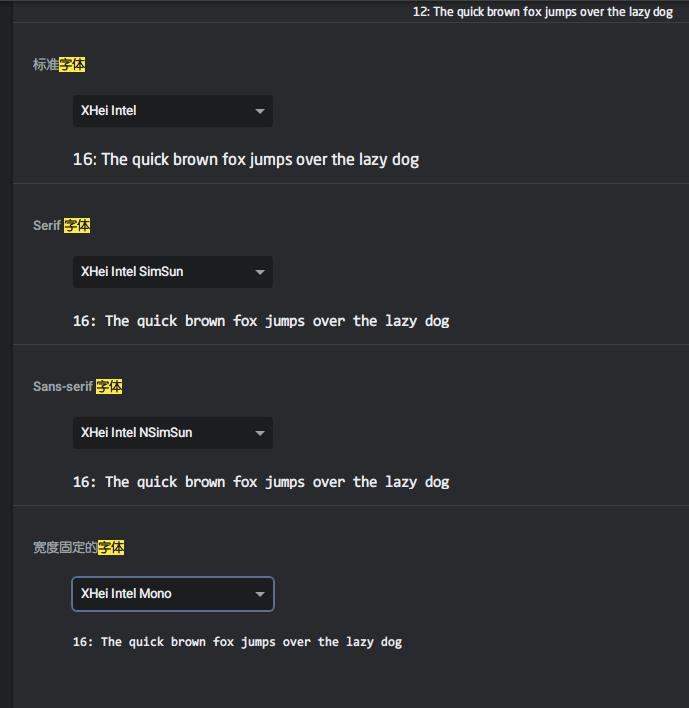 12: The quick brown fox jumps over the lazy dog
标准字体
XHei Intel
16: The quick brown fox jumps over the lazy dog
Serif 字体
XHei Intel SimSun
16: The quick brown fox jumps over the lazy dog
Sans-serif 字体
XHei Intel NSimSun
16: The quick brown fox jumps over the lazy dog
宽度固定的字体
XHei Intel Mono
16: The quick brown fox jumps over the lazy dog